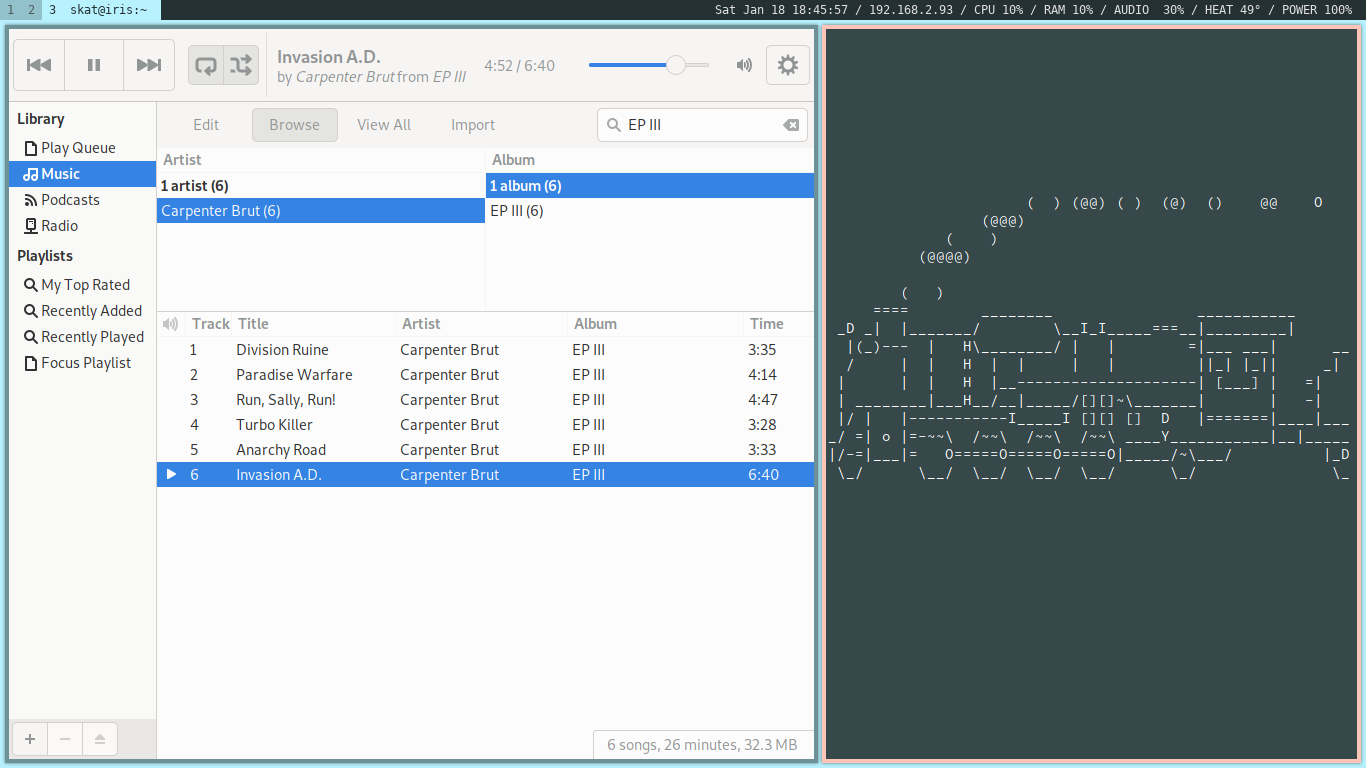 1 2 3 skat@iris:~
Sat Jan 18 18:45:57 / 192.168.2.93 / CPU 10% / RAM 10% / AUDIO  30% / HEAT 49° / POWER 100%
Invasion A.D.
by Carpenter Brut from EP III
4:52 / 6:40
Library
Play Queue
Music
Podcasts
Radio
Playlists
My Top Rated
Recently Added
Recently Played
Focus Playlist
Edit Browse View All Import
EP III
Artist Album
1 artist (6) 1 album (6)
Carpenter Brut (6) EP III (6)
Track Title Artist Album Time
1 Division Ruine Carpenter Brut EP III 3:35
2 Paradise Warfare Carpenter Brut EP III 4:14
3 Run, Sally, Run! Carpenter Brut EP III 4:47
4 Turbo Killer Carpenter Brut EP III 3:28
5 Anarchy Road Carpenter Brut EP III 3:33
6 Invasion A.D. Carpenter Brut EP III 6:40
6 songs, 26 minutes, 32.3 MB